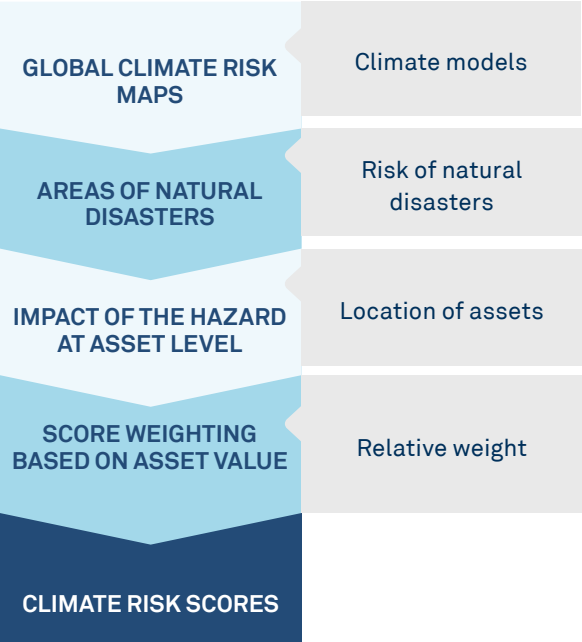 GLOBAL CLIMATE RISK
MAPS
Climate models
AREAS OF NATURAL
DISASTERS
Risk of natural
disasters
IMPACT OF THE HAZARD
AT ASSET LEVEL
Location of assets
SCORE WEIGHTING
BASED ON ASSET VALUE
Relative weight
CLIMATE RISK SCORES